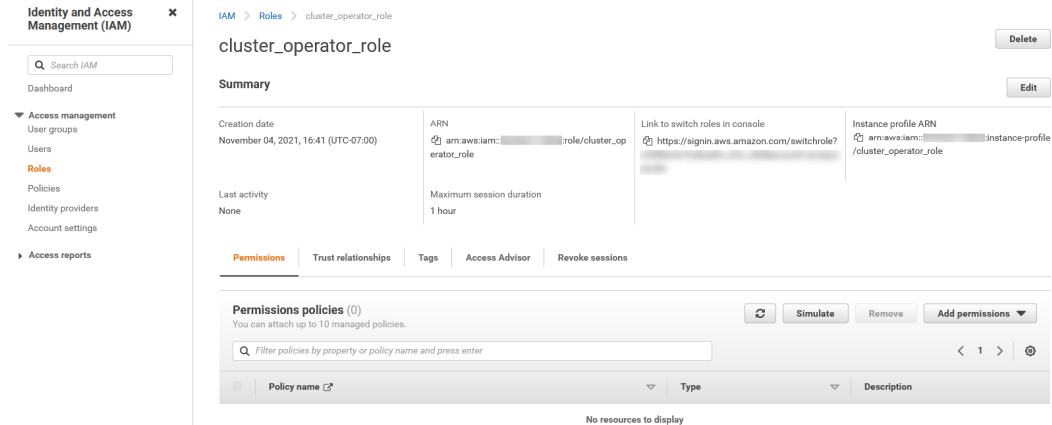 Identity and Access
Management (IAM)
Search IAM
Dashboard
Access management
User groups
Users
Roles
Policies
Identity providers
Account settings
Access reports
IAM > Roles > cluster_operator_role
cluster_operator_role
Delete
Summary
Edit
Creation date
November 04, 2021, 16:41 (UTC-07:00)
ARN
arn:aws:iam:: :role/cluster_op
erator_role
Link to switch roles in console
https://signin.aws.amazon.com/switchrole?
Instance profile ARN
arn:aws:iam:: :instance-profile
/cluster_operator_role
Last activity
None
Maximum session duration
1 hour
Permissions Trust relationships Tags Access Advisor Revoke sessions
Permissions policies (0)
You can attach up to 10 managed policies.
Simulate Remove Add permissions
Filter policies by property or policy name and press enter
< 1 >
Policy name Type Description
No resources to display